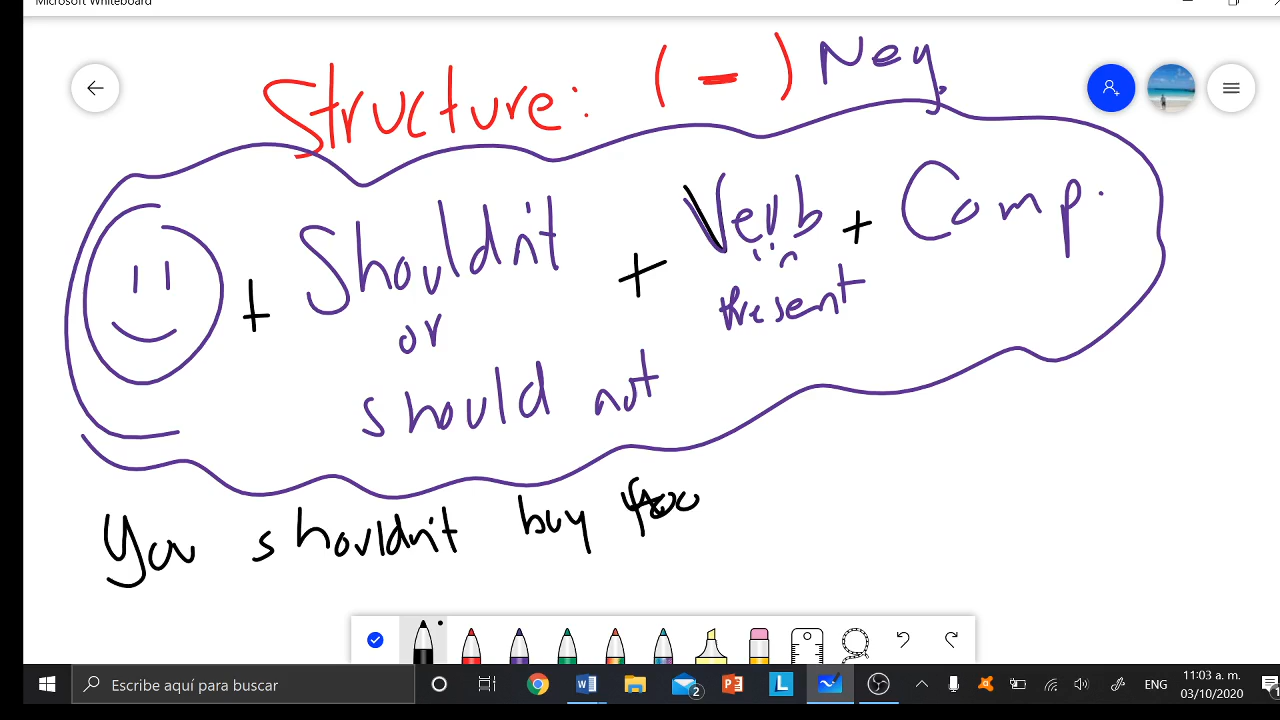 Microsoft Whiteboard
Structure: (-) Neg.
+ Shouldn't + Verb + Comp.
or in present
should not
You shouldn't buy
Escribe aquí para buscar
2
ENG
11:03 a. m.
03/10/2020